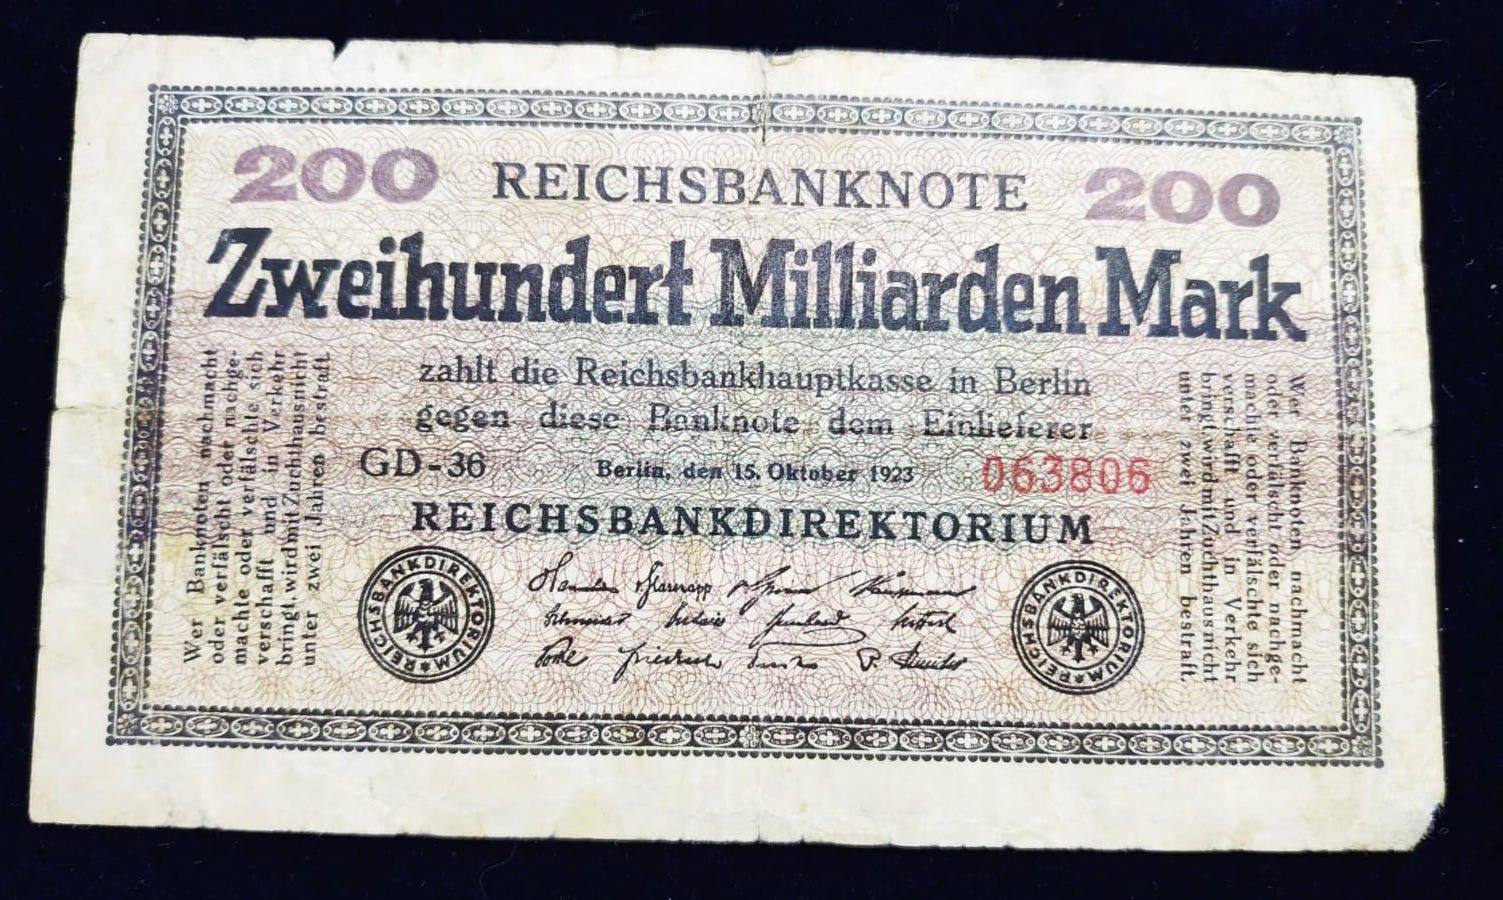 200 REICHSBANKNOTE 200
Zweihundert Milliarden Mark
zahlt die Reichsbankhauptkasse in Berlin
gegen diese Banknote dem Einlieferer
GD-36 Berlin, den 15. Oktober 1923 063806
REICHSBANKDIREKTORIUM
Wer Banknoten nachmacht
oder verfälscht oder nachge-
machte oder verfälschte sich
verschafft und in Verkehr
bringt, wird mit Zuchthaus nicht
unter zwei Jahren bestraft.
REICHSBANKDIREKTORIUM
REICHSBANKDIREKTORIUM
Wer Banknoten nachmacht
oder verfälscht oder nachge-
machte oder verfälschte sich
verschafft und in Verkehr
bringt, wird mit Zuchthaus nicht
unter zwei Jahren bestraft.